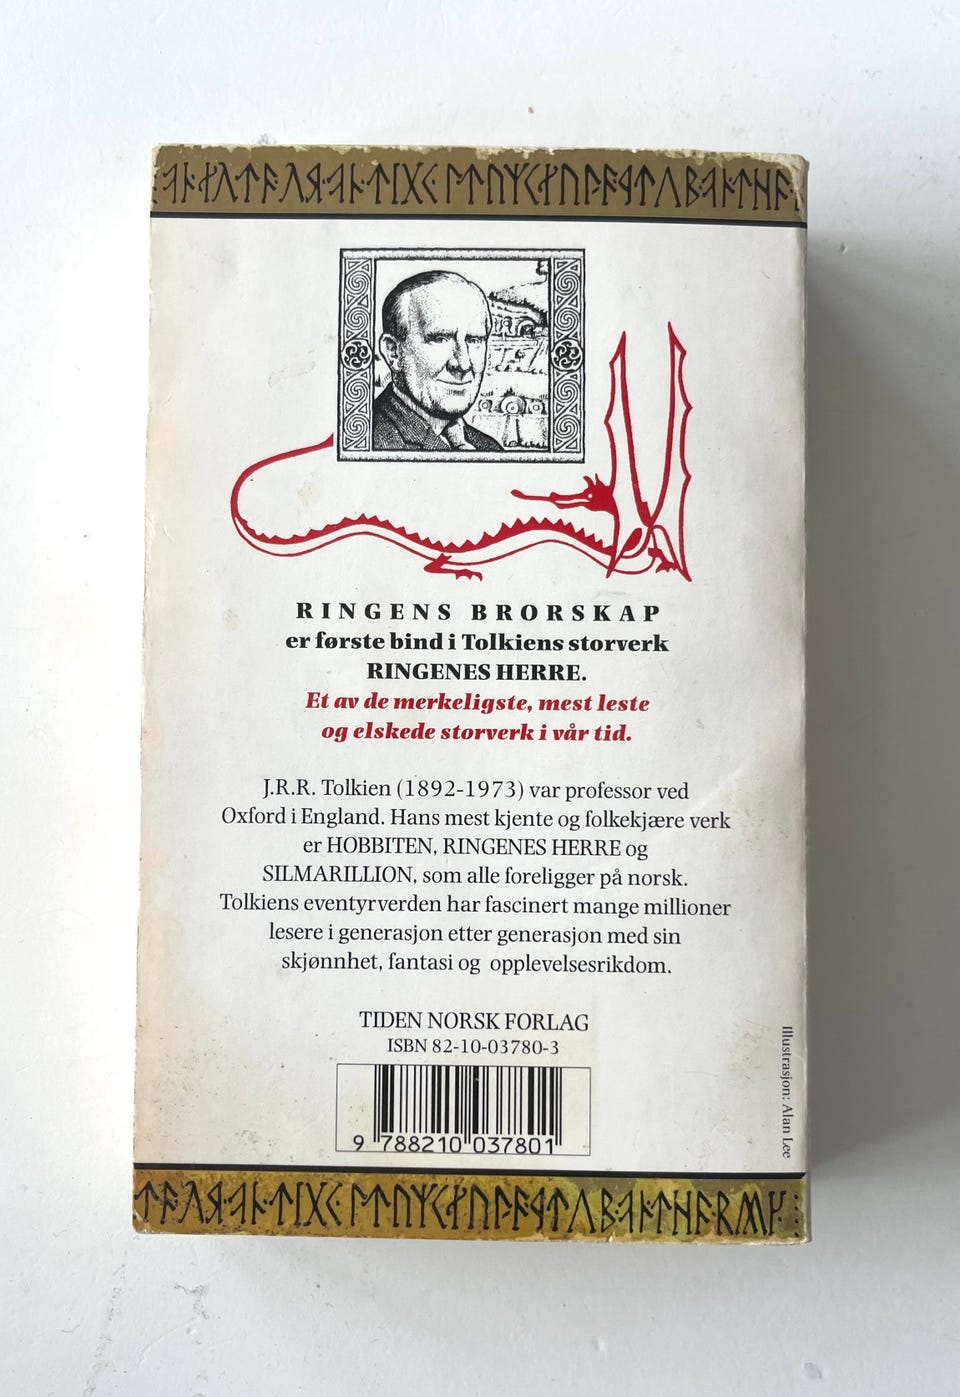 RINGENS BRORSKAP
er første bind i Tolkiens storverk
RINGENES HERRE.
Et av de merkeligste, mest leste
og elskede storverk i vår tid.
J.R.R. Tolkien (1892-1973) var professor ved
Oxford i England. Hans mest kjente og folkekjære verk
er HOBBITEN, RINGENES HERRE og
SILMARILLION, som alle foreligger på norsk.
Tolkiens eventyrverden har fascinert mange millioner
lesere i generasjon etter generasjon med sin
skjønnhet, fantasi og opplevelsesrikdom.
TIDEN NORSK FORLAG
ISBN 82-10-03780-3
9 788210 037801
Illustrasjon: Alan Lee